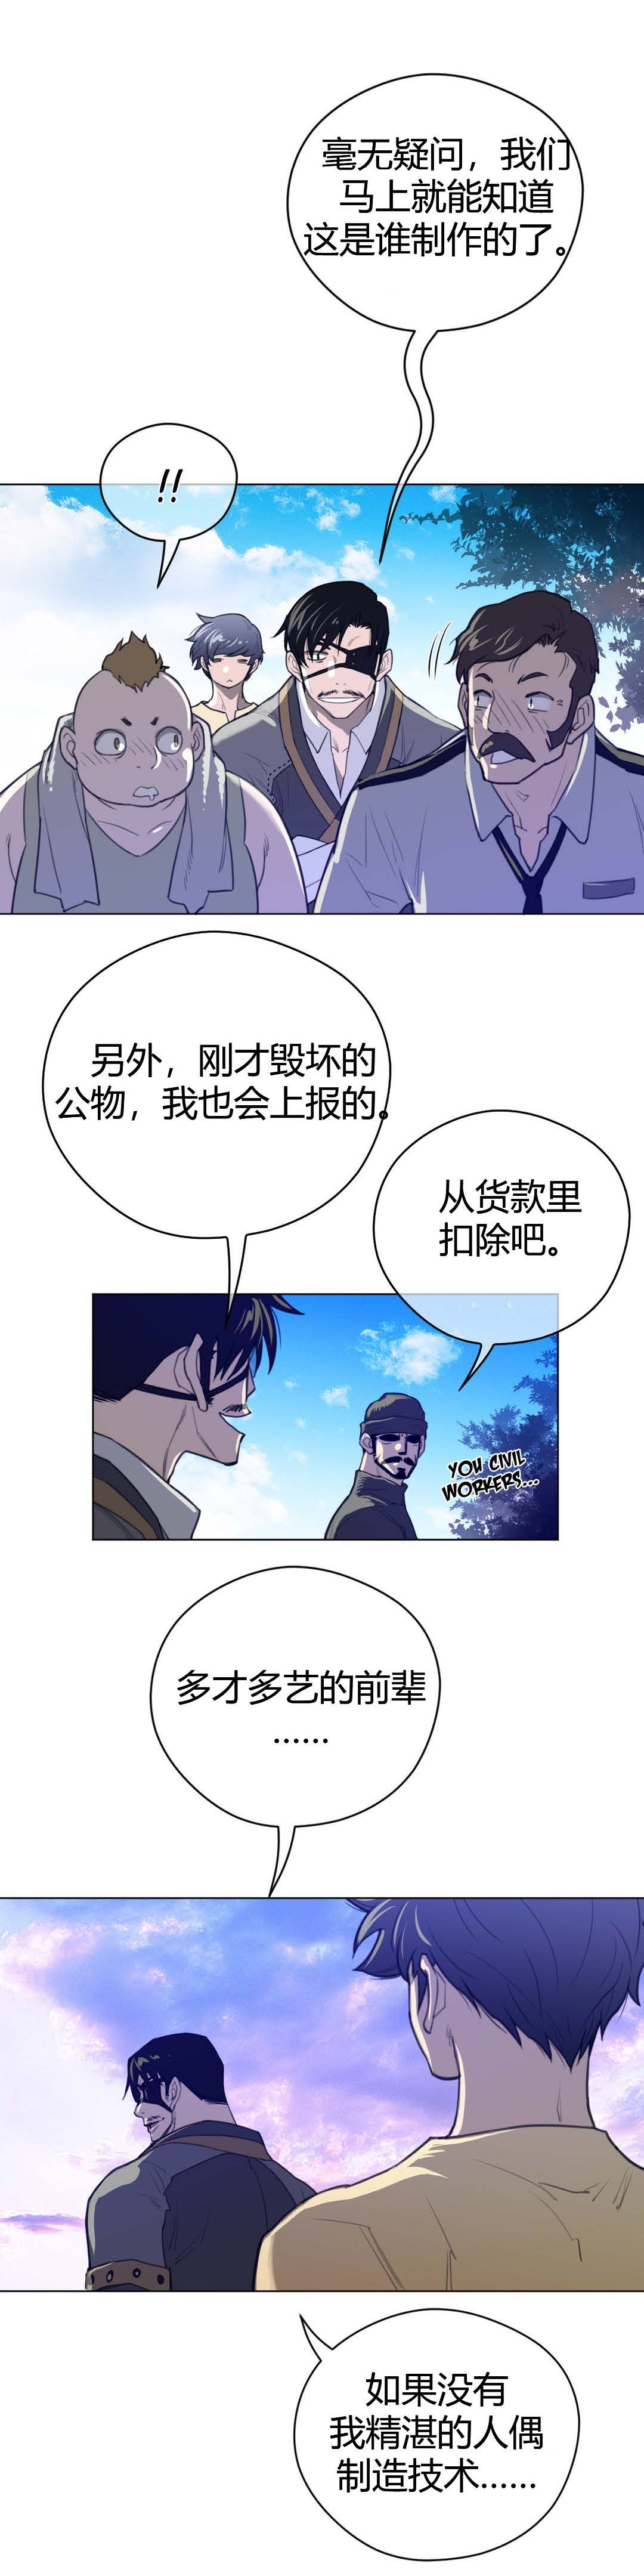 毫无疑问，我们
马上就能知道
这是谁制作的了。
!!
另外，刚才毁坏的
公物，我也会上报的。
从货款里
扣除吧。
YOU CIVIL
WORKERS...
多才多艺的前辈
……
如果没有
我精湛的人偶
制造技术……